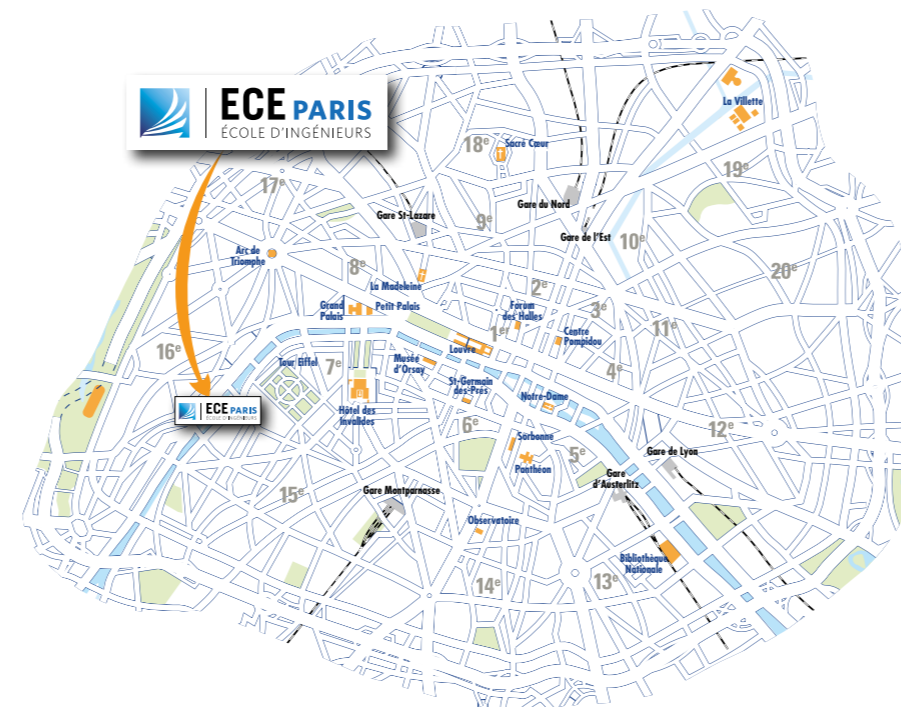 ECE PARIS
ÉCOLE D'INGÉNIEURS
La Villette
18e
Sacré Cœur
19e
17e
Gare du Nord
Gare St-Lazare
9e
Gare de l'Est
10e
Arc de
Triomphe
8e
20e
La Madeleine
2e
Grand
Palais
Petit Palais
Forum
des Halles
3e
11e
1er
Centre
Pompidou
16e
Louvre
Tour Eiffel
7e
Musée
d'Orsay
4e
St-Germain
des-Prés
Notre-Dame
ECE PARIS
ÉCOLE D'INGÉNIEURS
Hôtel des
Invalides
6e
12e
Sorbonne
5e
Gare de Lyon
Panthéon
Gare
d'Austerlitz
15e
Gare Montparnasse
Observatoire
Bibliothèque
Nationale
14e
13e